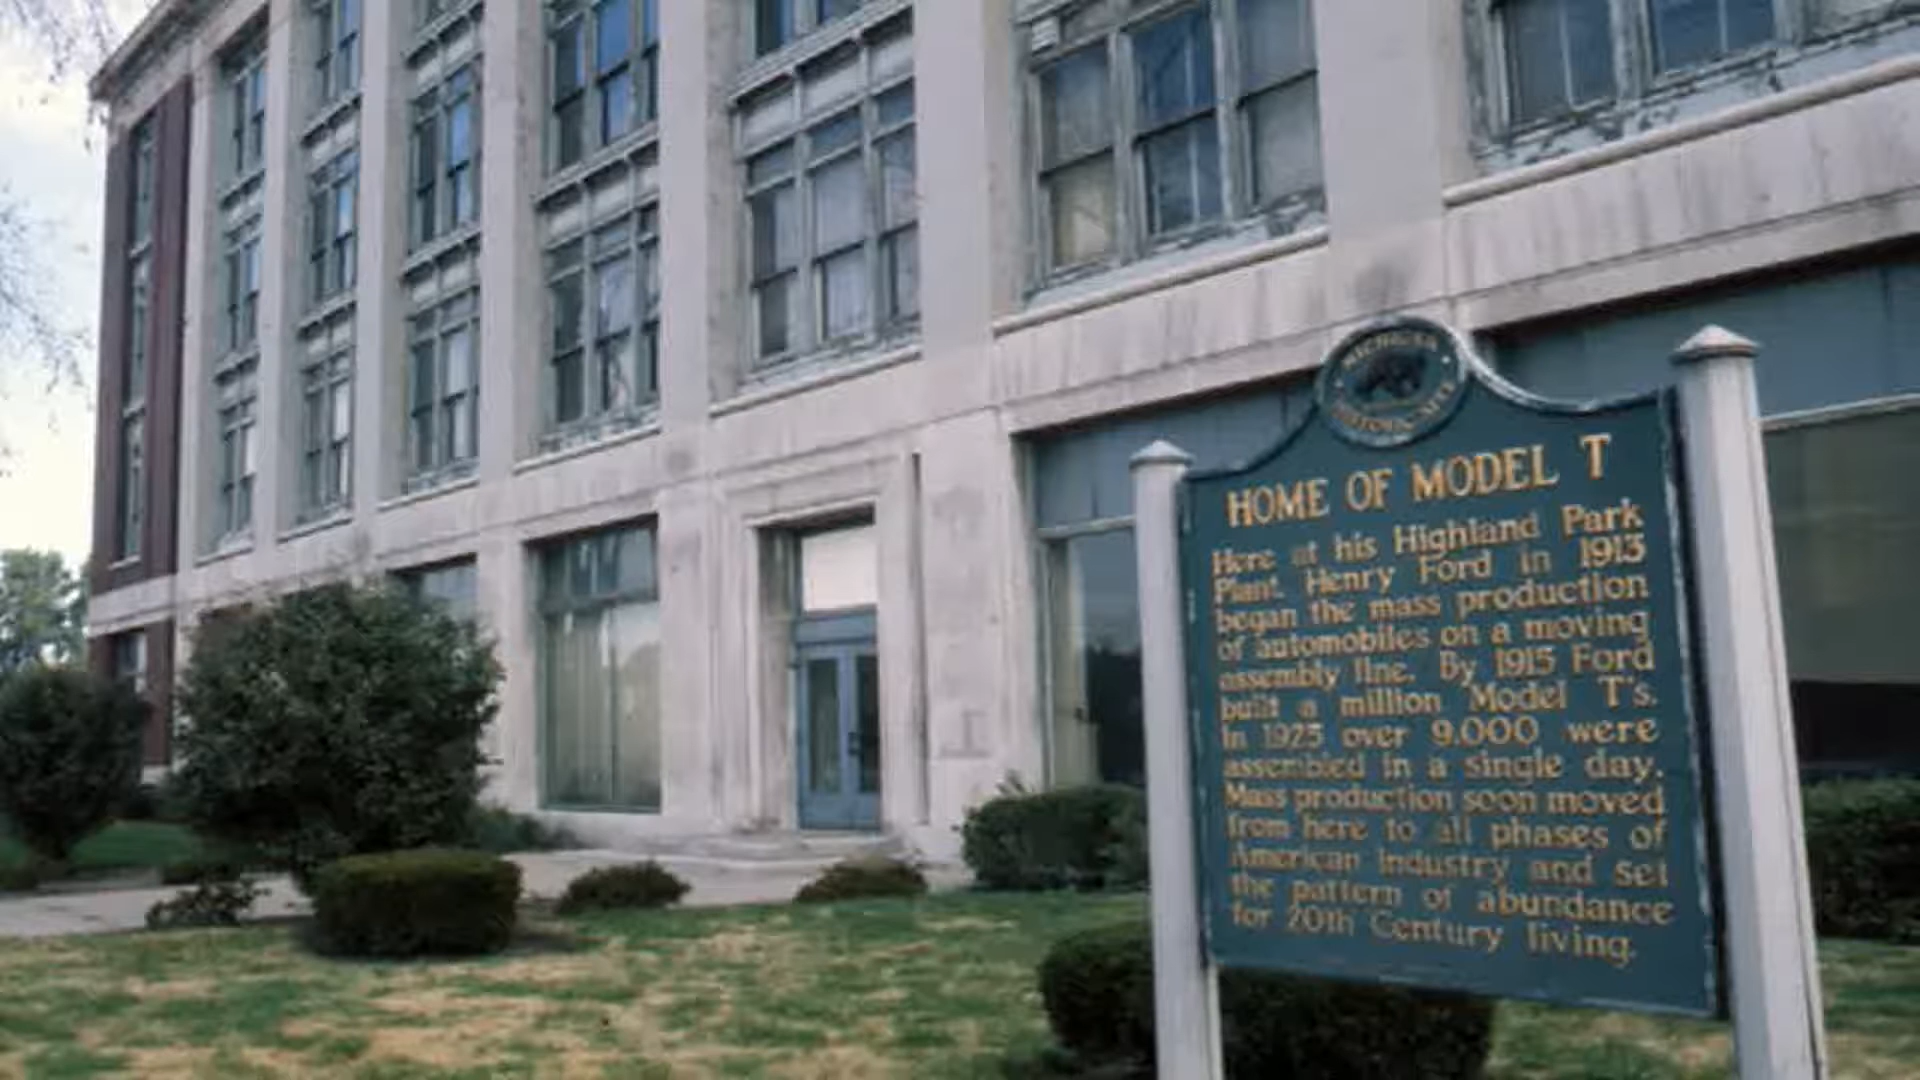 MICHIGAN
HISTORIC SITE
HOME OF MODEL T
Here at his Highland Park
Plant, Henry Ford in 1913
began the mass production
of automobiles on a moving
assembly line. By 1915 Ford
built a million Model T's.
In 1925 over 9,000 were
assembled in a single day.
Mass production soon moved
from here to all phases of
American industry and set
the pattern of abundance
for 20th Century living.